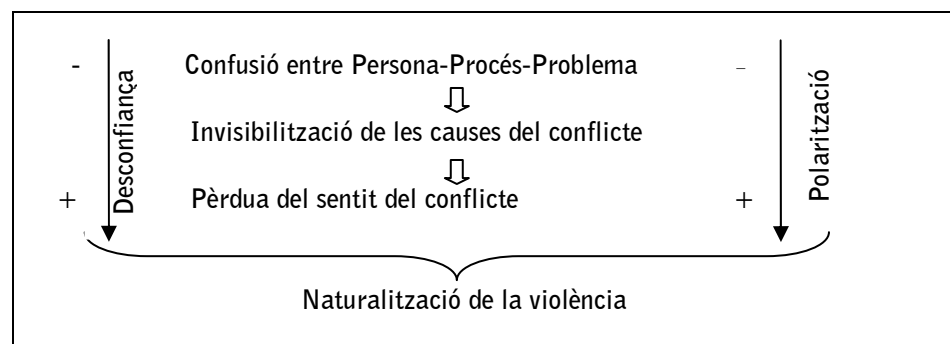 - Confusió entre Persona-Procés-Problema -
Desconfiança
Polarització
Invisibilització de les causes del conflicte
+ Pèrdua del sentit del conflicte +
Naturalització de la violència